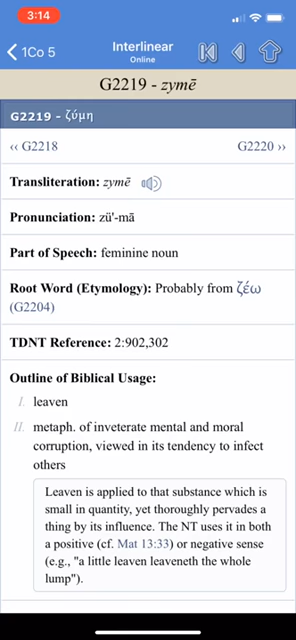 3:14
1Co 5
Interlinear
Online
G2219 - zymē
G2219 - ζύμη
‹‹ G2218
G2220 ››
Transliteration: zymē
Pronunciation: zü'-mā
Part of Speech: feminine noun
Root Word (Etymology): Probably from ζέω
(G2204)
TDNT Reference: 2:902,302
Outline of Biblical Usage:
I. leaven
II. metaph. of inveterate mental and moral
corruption, viewed in its tendency to infect
others
Leaven is applied to that substance which is
small in quantity, yet thoroughly pervades a
thing by its influence. The NT uses it in both
a positive (cf. Mat 13:33) or negative sense
(e.g., "a little leaven leaveneth the whole
lump").